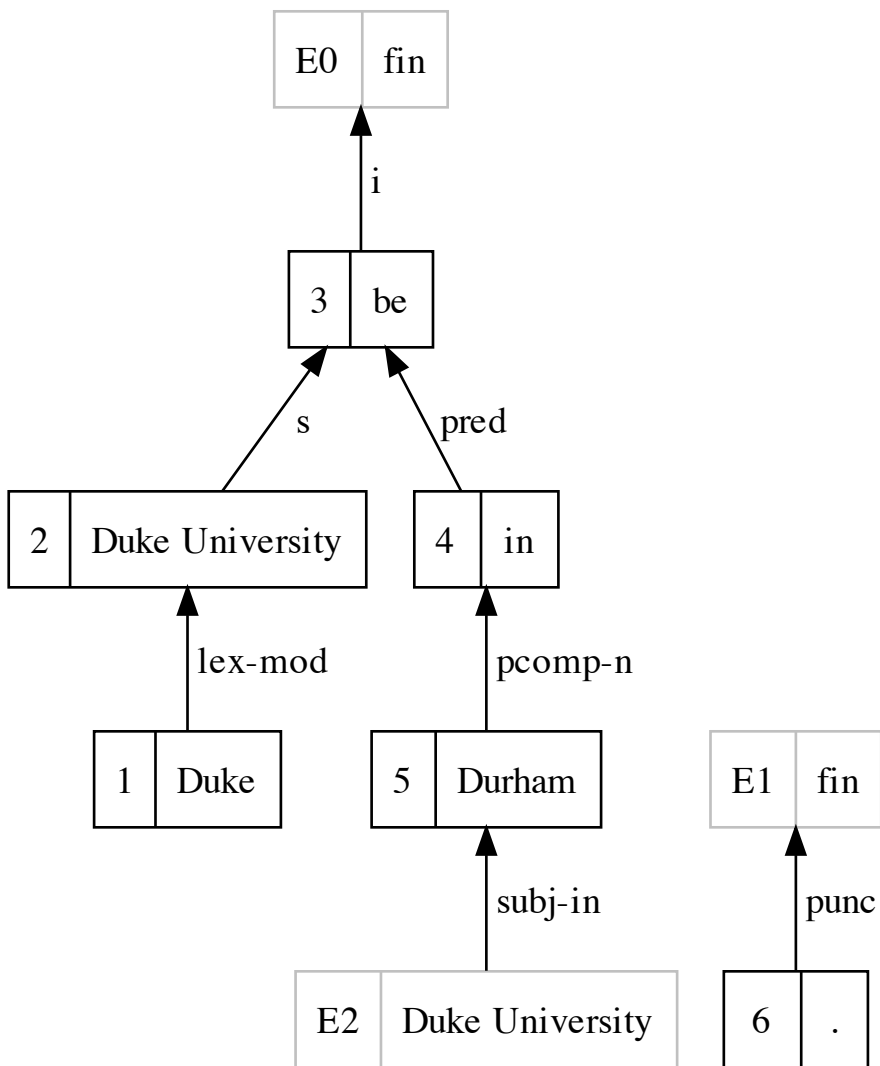 E0 fin
i
3 be
s pred
2 Duke University 4 in
lex-mod pcomp-n
1 Duke 5 Durham E1 fin
subj-in punc
E2 Duke University 6 .